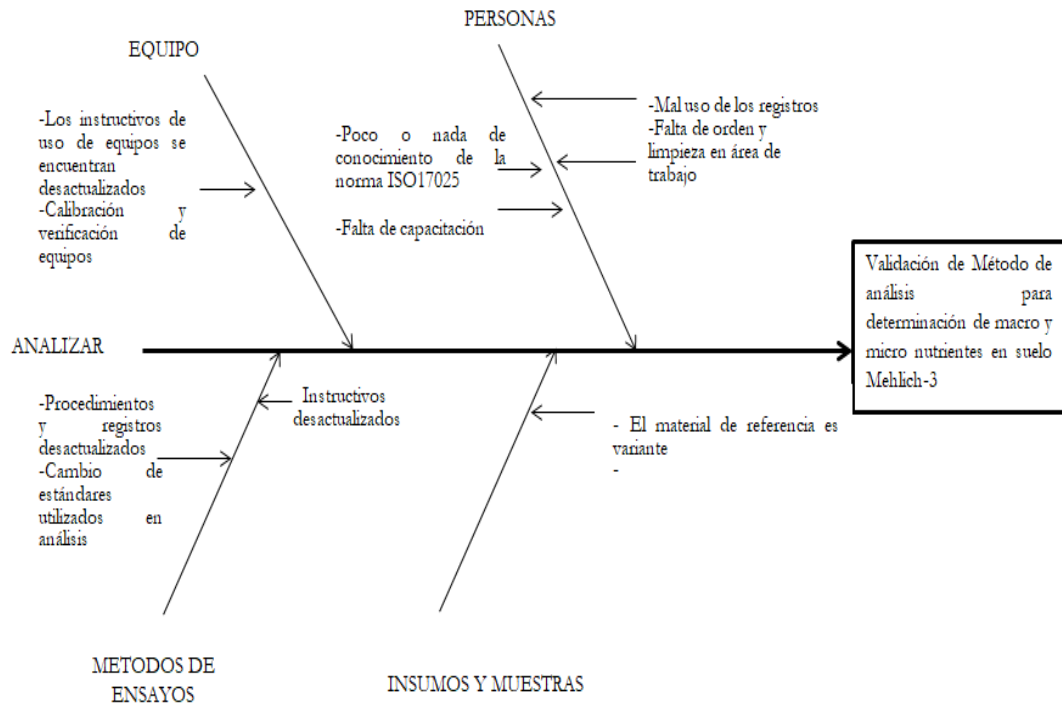 PERSONAS
EQUIPO
-Los instructivos de
uso de equipos se
encuentran
desactualizados
-Calibración y
verificación de
equipos
-Poco o nada de
conocimiento de la
norma ISO17025
-Falta de capacitación
-Mal uso de los registros
-Falta de orden y
limpieza en área de
trabajo
Validación de Método de
análisis para
determinación de macro y
micro nutrientes en suelo
Mehlich-3
ANALIZAR
-Procedimientos
y registros
desactualizados
-Cambio de
estándares
utilizados en
análisis
Instructivos
desactualizados
- El material de referencia es
variante
-
METODOS DE
ENSAYOS
INSUMOS Y MUESTRAS